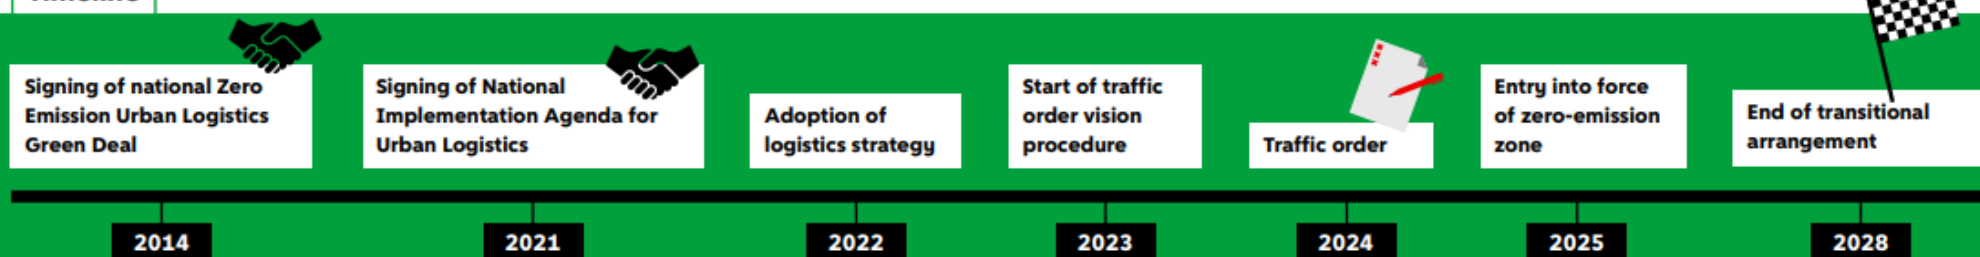 Signing of national Zero
Emission Urban Logistics
Green Deal
Signing of National
Implementation Agenda for
Urban Logistics
Adoption of
logistics strategy
Start of traffic
order vision
procedure
Traffic order
Entry into force
of zero-emission
zone
End of transitional
arrangement
2014
2021
2022
2023
2024
2025
2028